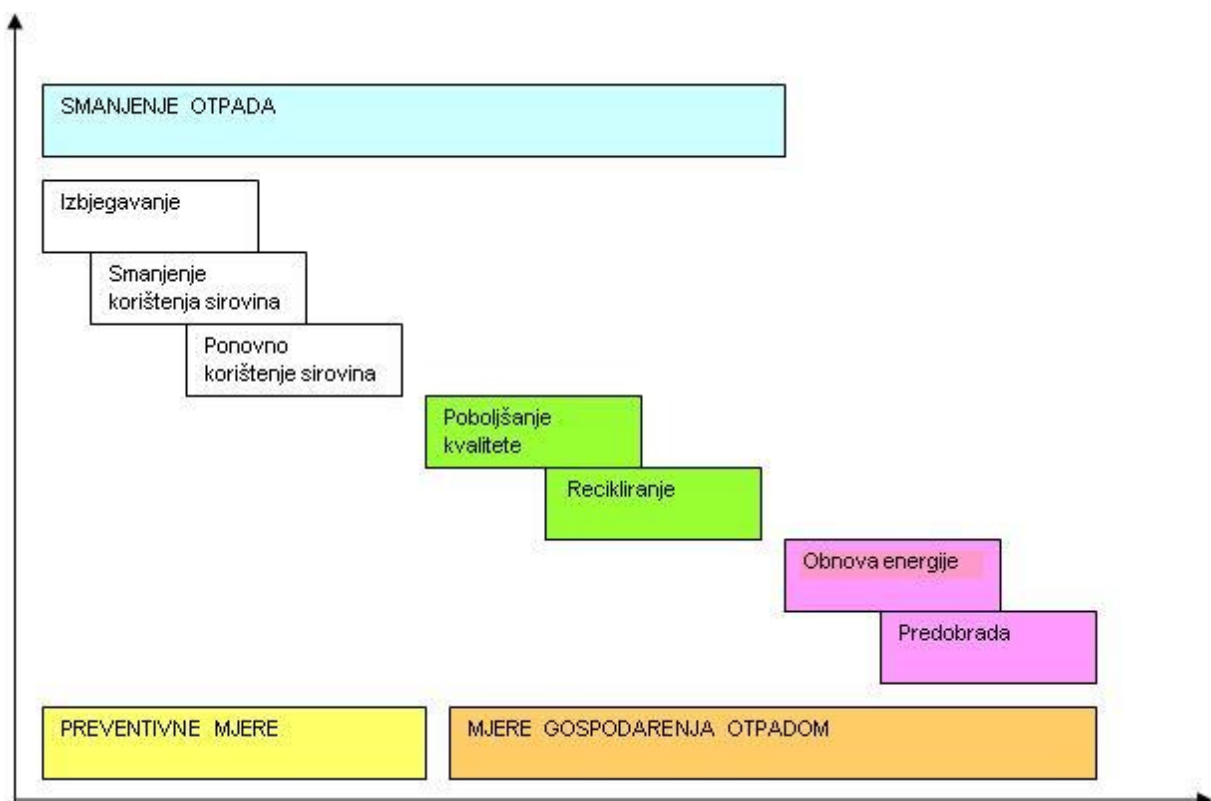 SMANJENJE OTPADA
Izbjegavanje
Smanjenje
korištenja sirovina
Ponovno
korištenje sirovina
Poboljšanje
kvalitete
Recikliranje
Obnova energije
Predobrada
PREVENTIVNE MJERE
MJERE GOSPODARENJA OTPADOM